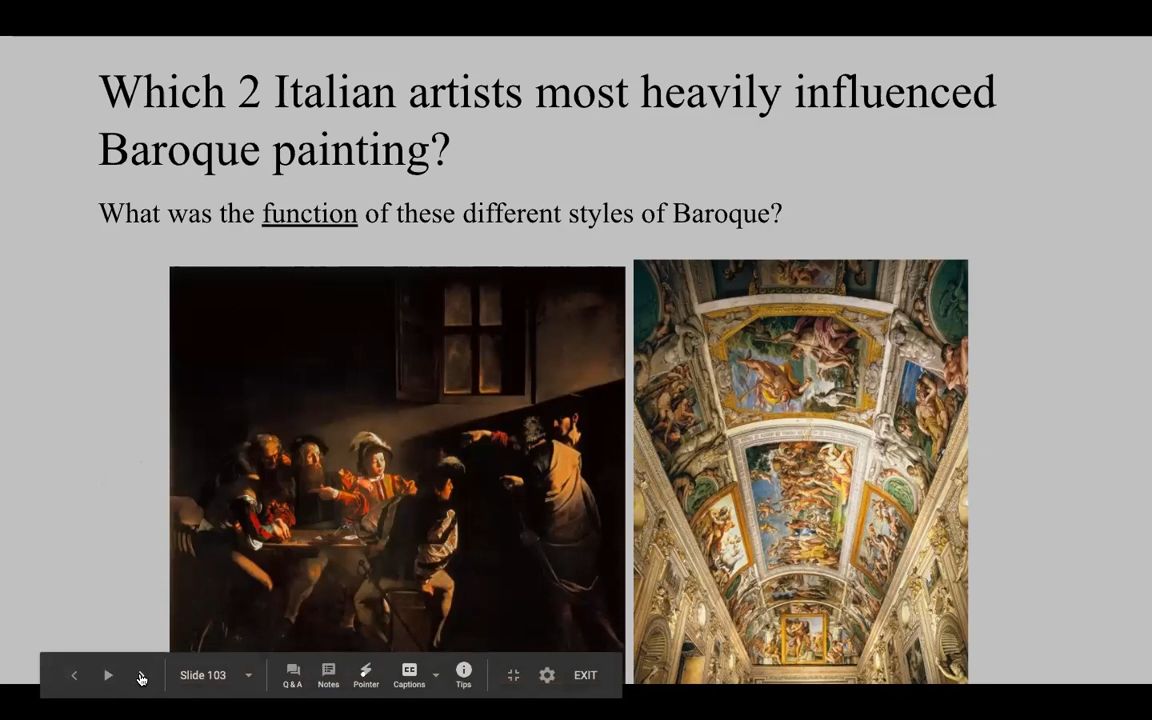 Which 2 Italian artists most heavily influenced
Baroque painting?
What was the function of these different styles of Baroque?
Slide 103
Q & A
Notes
Pointer
CC
Captions
Tips
EXIT